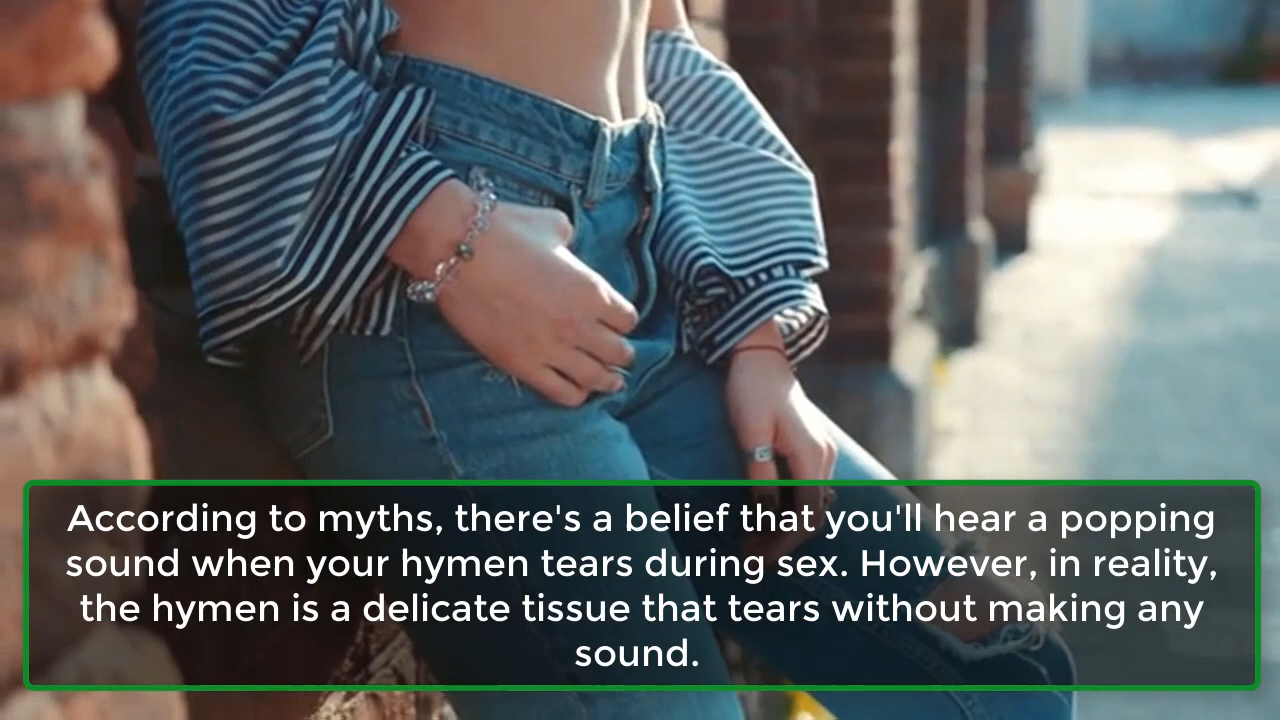 According to myths, there's a belief that you'll hear a popping
sound when your hymen tears during sex. However, in reality,
the hymen is a delicate tissue that tears without making any
sound.